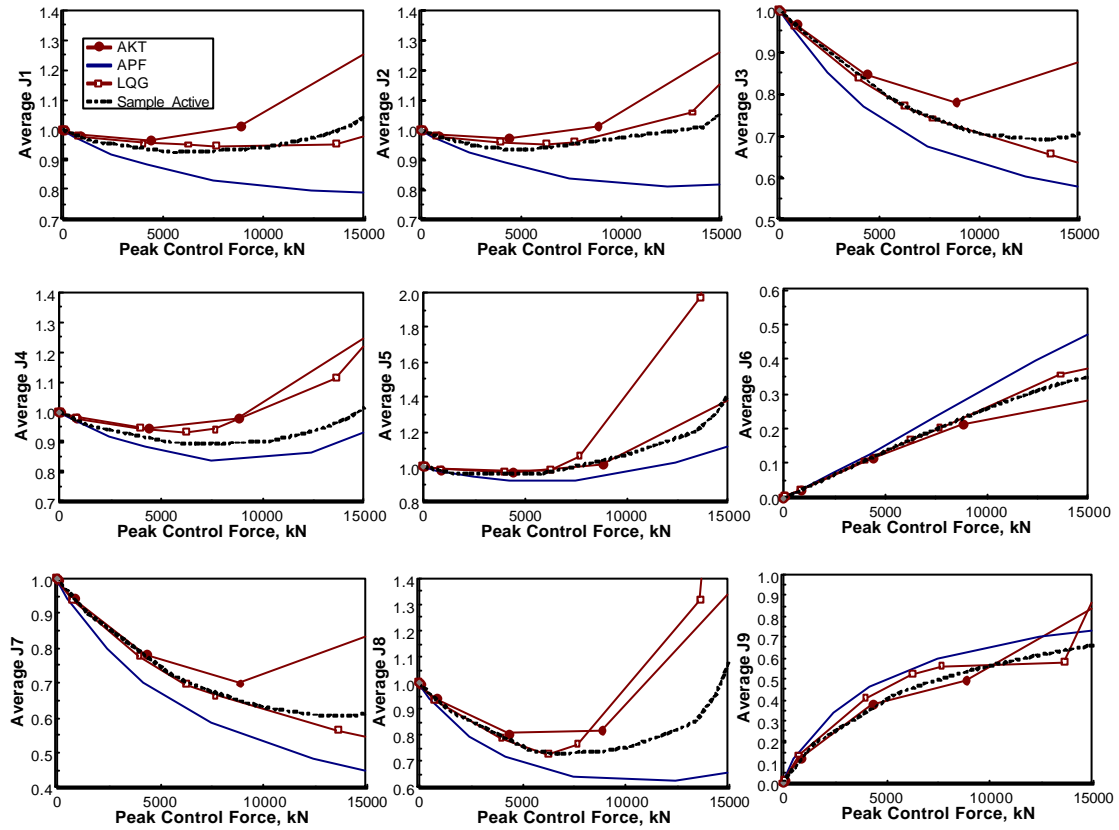 1.4
1.3
1.2
1.1
1.0
0.9
0.8
0.7
Average J1
AKT
APF
LQG
Sample_Active
0 5000 10000 15000
Peak Control Force, kN
1.4
1.3
1.2
1.1
1.0
0.9
0.8
0.7
Average J2
0 5000 10000 15000
Peak Control Force, kN
1.0
0.9
0.8
0.7
0.6
0.5
Average J3
0 5000 10000 15000
Peak Control Force, kN
1.4
1.3
1.2
1.1
1.0
0.9
0.8
0.7
Average J4
0 5000 10000 15000
Peak Control Force, kN
2.0
1.8
1.6
1.4
1.2
1.0
0.8
Average J5
0 5000 10000 15000
Peak Control Force, kN
0.6
0.5
0.4
0.3
0.2
0.1
0.0
Average J6
0 5000 10000 15000
Peak Control Force, kN
1.0
0.9
0.8
0.7
0.6
0.5
0.4
Average J7
0 5000 10000 15000
Peak Control Force, kN
1.4
1.3
1.2
1.1
1.0
0.9
0.8
0.7
0.6
Average J8
0 5000 10000 15000
Peak Control Force, kN
1.0
0.9
0.8
0.7
0.6
0.5
0.4
0.3
0.2
0.1
0.0
Average J9
0 5000 10000 15000
Peak Control Force, kN